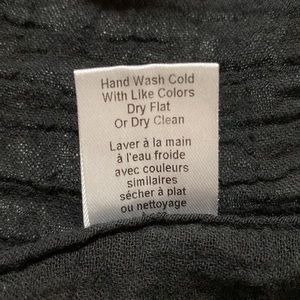 Hand Wash Cold
With Like Colors
Dry Flat
Or Dry Clean
Laver à la main
à l'eau froide
avec couleurs
similaires
sécher à plat
ou nettoyage